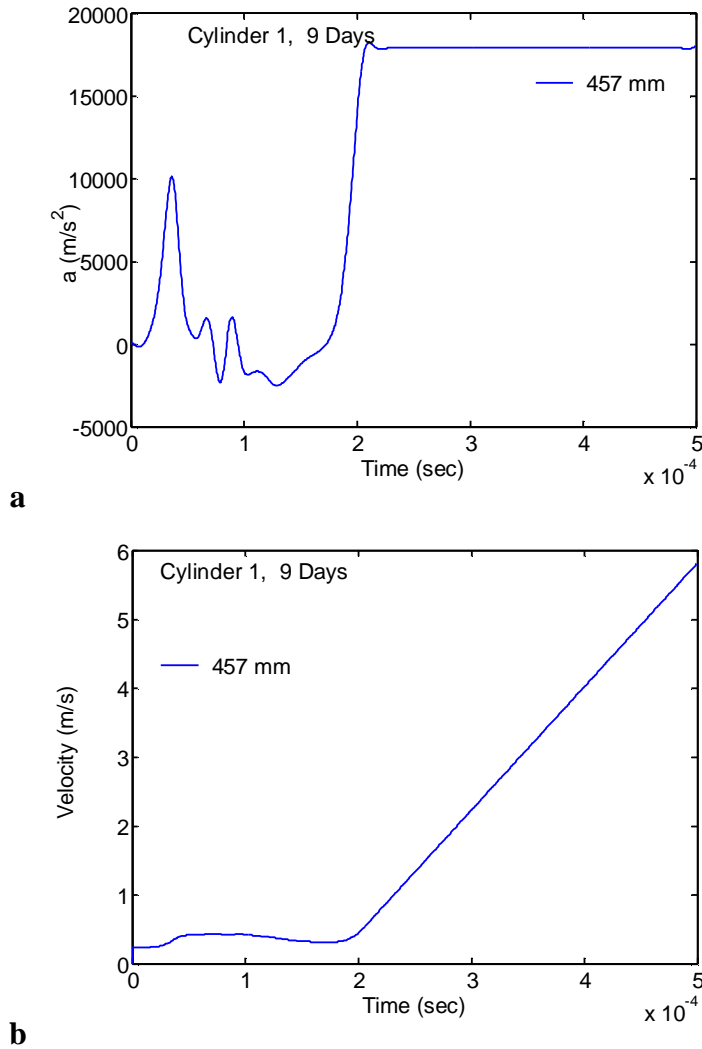 20000
Cylinder 1, 9 Days
15000
457 mm
10000
a (m/s²)
5000
0
-5000
0 1 2 3 4 5
Time (sec)
x 10⁻⁴
a
6
Cylinder 1, 9 Days
5
457 mm
4
Velocity (m/s)
3
2
1
0
0 1 2 3 4 5
Time (sec)
x 10⁻⁴
b